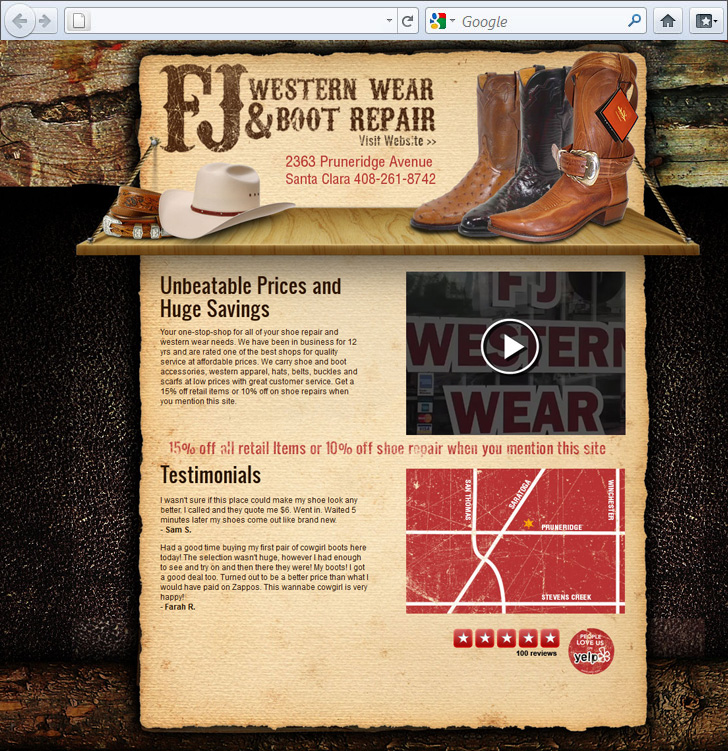 Google
FJ WESTERN WEAR
& BOOT REPAIR
Visit Website >>
2363 Pruneridge Avenue
Santa Clara 408-261-8742
Unbeatable Prices and
Huge Savings
Your one-stop-shop for all of your shoe repair and
western wear needs. We have been in business for 12
yrs and are rated one of the best shops for quality
service at affordable prices. We carry shoe and boot
accessories, western apparel, hats, belts, buckles and
scarfs at low prices with great customer service. Get a
15% off retail items or 10% off on shoe repairs when
you mention this site.
FJ
WESTERN
WEAR
15% off all retail Items or 10% off shoe repair when you mention this site
Testimonials
I wasn't sure if this place could make my shoe look any
better. I called and they quote me $6. Went in. Waited 5
minutes later my shoes come out like brand new.
- Sam S.
Had a good time buying my first pair of cowgirl boots here
today! The selection wasn't huge, however I had enough
to see and try on and then there they were! My boots! I got
a good deal too. Turned out to be a better price than what I
would have paid on Zappos. This wannabe cowgirl is very
happy!
- Farah R.
SAN THOMAS
SARATOGA
WINCHESTER
PRUNERIDGE
STEVENS CREEK
100 reviews
PEOPLE
LOVE US
ON
yelp